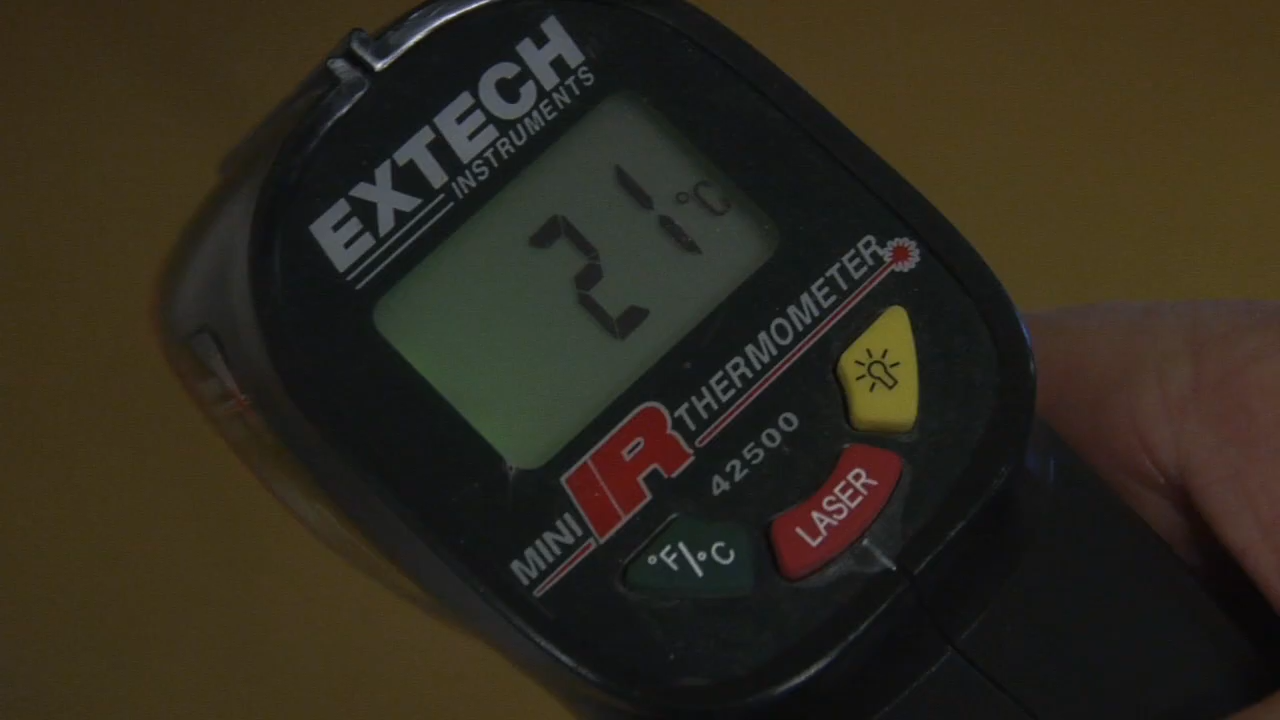 EXTECH
INSTRUMENTS
21 °C
MINI IR THERMOMETER
42500
°F/°C
LASER